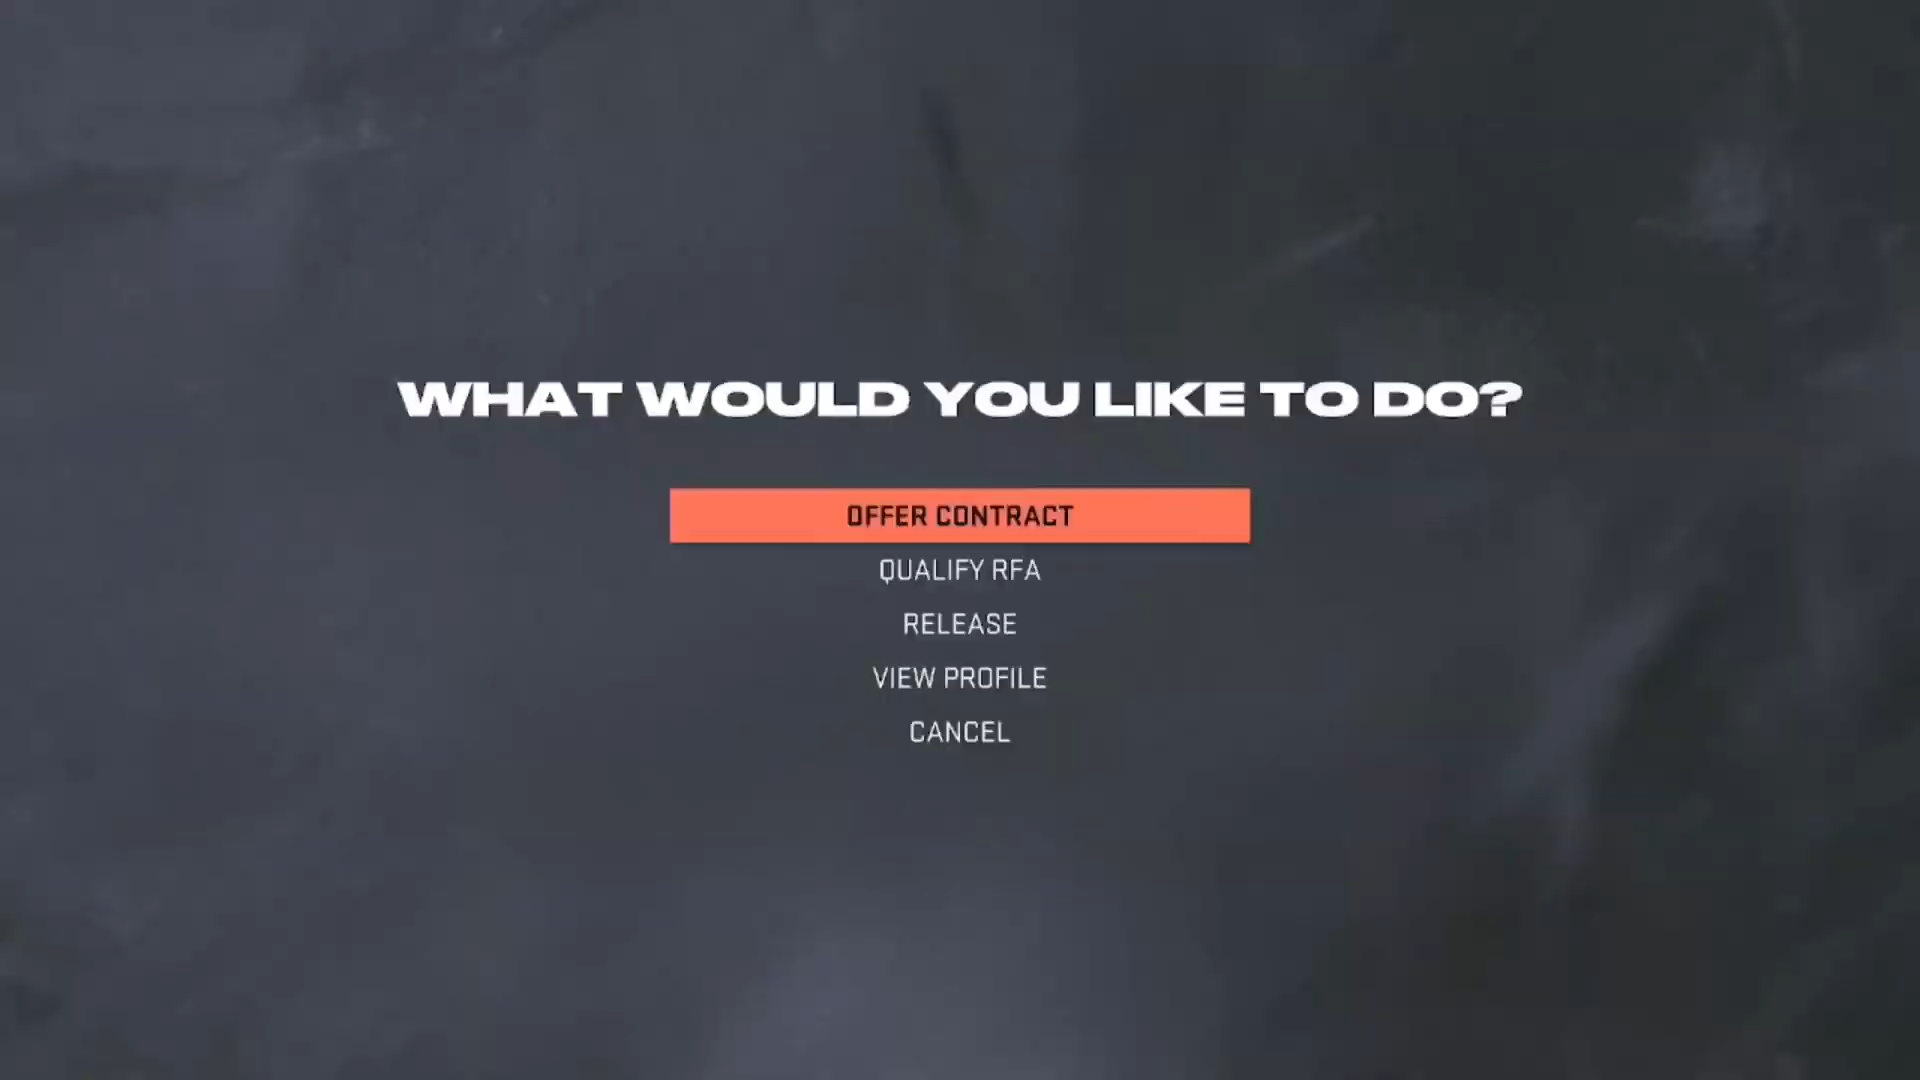 WHAT WOULD YOU LIKE TO DO?
OFFER CONTRACT
QUALIFY RFA
RELEASE
VIEW PROFILE
CANCEL